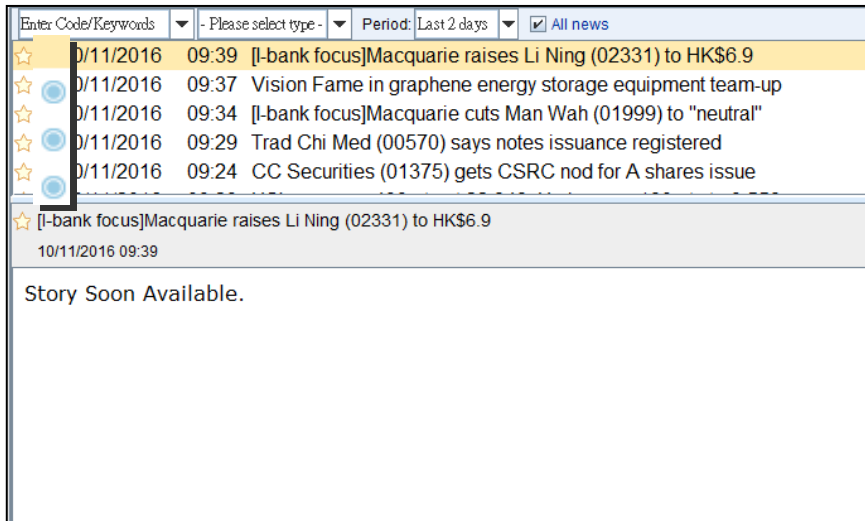 Enter Code/Keywords - Please select type - Period: Last 2 days All news
0/11/2016 09:39 [I-bank focus]Macquarie raises Li Ning (02331) to HK$6.9
0/11/2016 09:37 Vision Fame in graphene energy storage equipment team-up
0/11/2016 09:34 [I-bank focus]Macquarie cuts Man Wah (01999) to "neutral"
0/11/2016 09:29 Trad Chi Med (00570) says notes issuance registered
0/11/2016 09:24 CC Securities (01375) gets CSRC nod for A shares issue
[I-bank focus]Macquarie raises Li Ning (02331) to HK$6.9
10/11/2016 09:39
Story Soon Available.